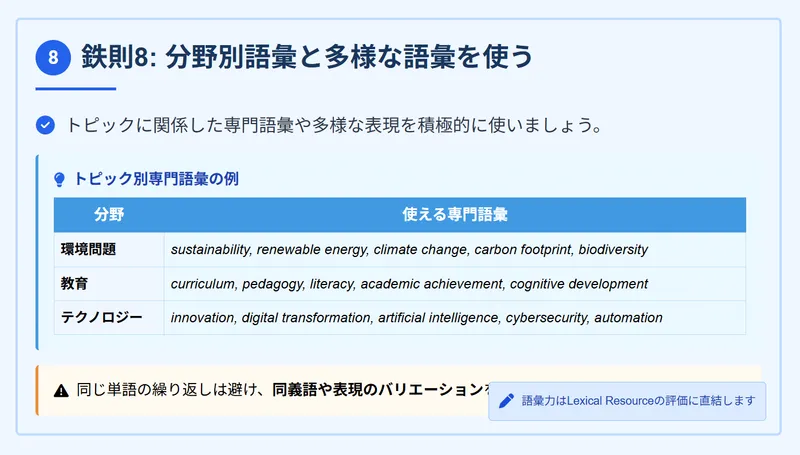 8
鉄則8: 分野別語彙と多様な語彙を使う
トピックに関係した専門語彙や多様な表現を積極的に使いましょう。
トピック別専門語彙の例
分野 使える専門語彙
環境問題 sustainability, renewable energy, climate change, carbon footprint, biodiversity
教育 curriculum, pedagogy, literacy, academic achievement, cognitive development
テクノロジー innovation, digital transformation, artificial intelligence, cybersecurity, automation
同じ単語の繰り返しは避け、同義語や表現のバリエーション
語彙力はLexical Resourceの評価に直結します